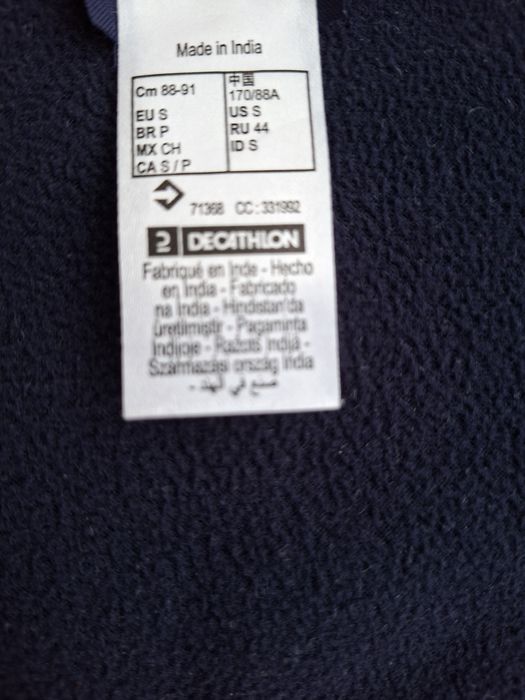 Made in India
Cm 88-91
EU S
BR P
MX CH
CA S / P
中国
170/88A
US S
RU 44
ID S
71368 CC : 331992
DECATHLON
Fabriqué en Inde - Hecho
en India - Fabricado
na Índia - Hindistan'da
üretilmiştir - Pagaminta
Indijoje - Ražots Indijā -
Származási ország India
صنع في الهند -